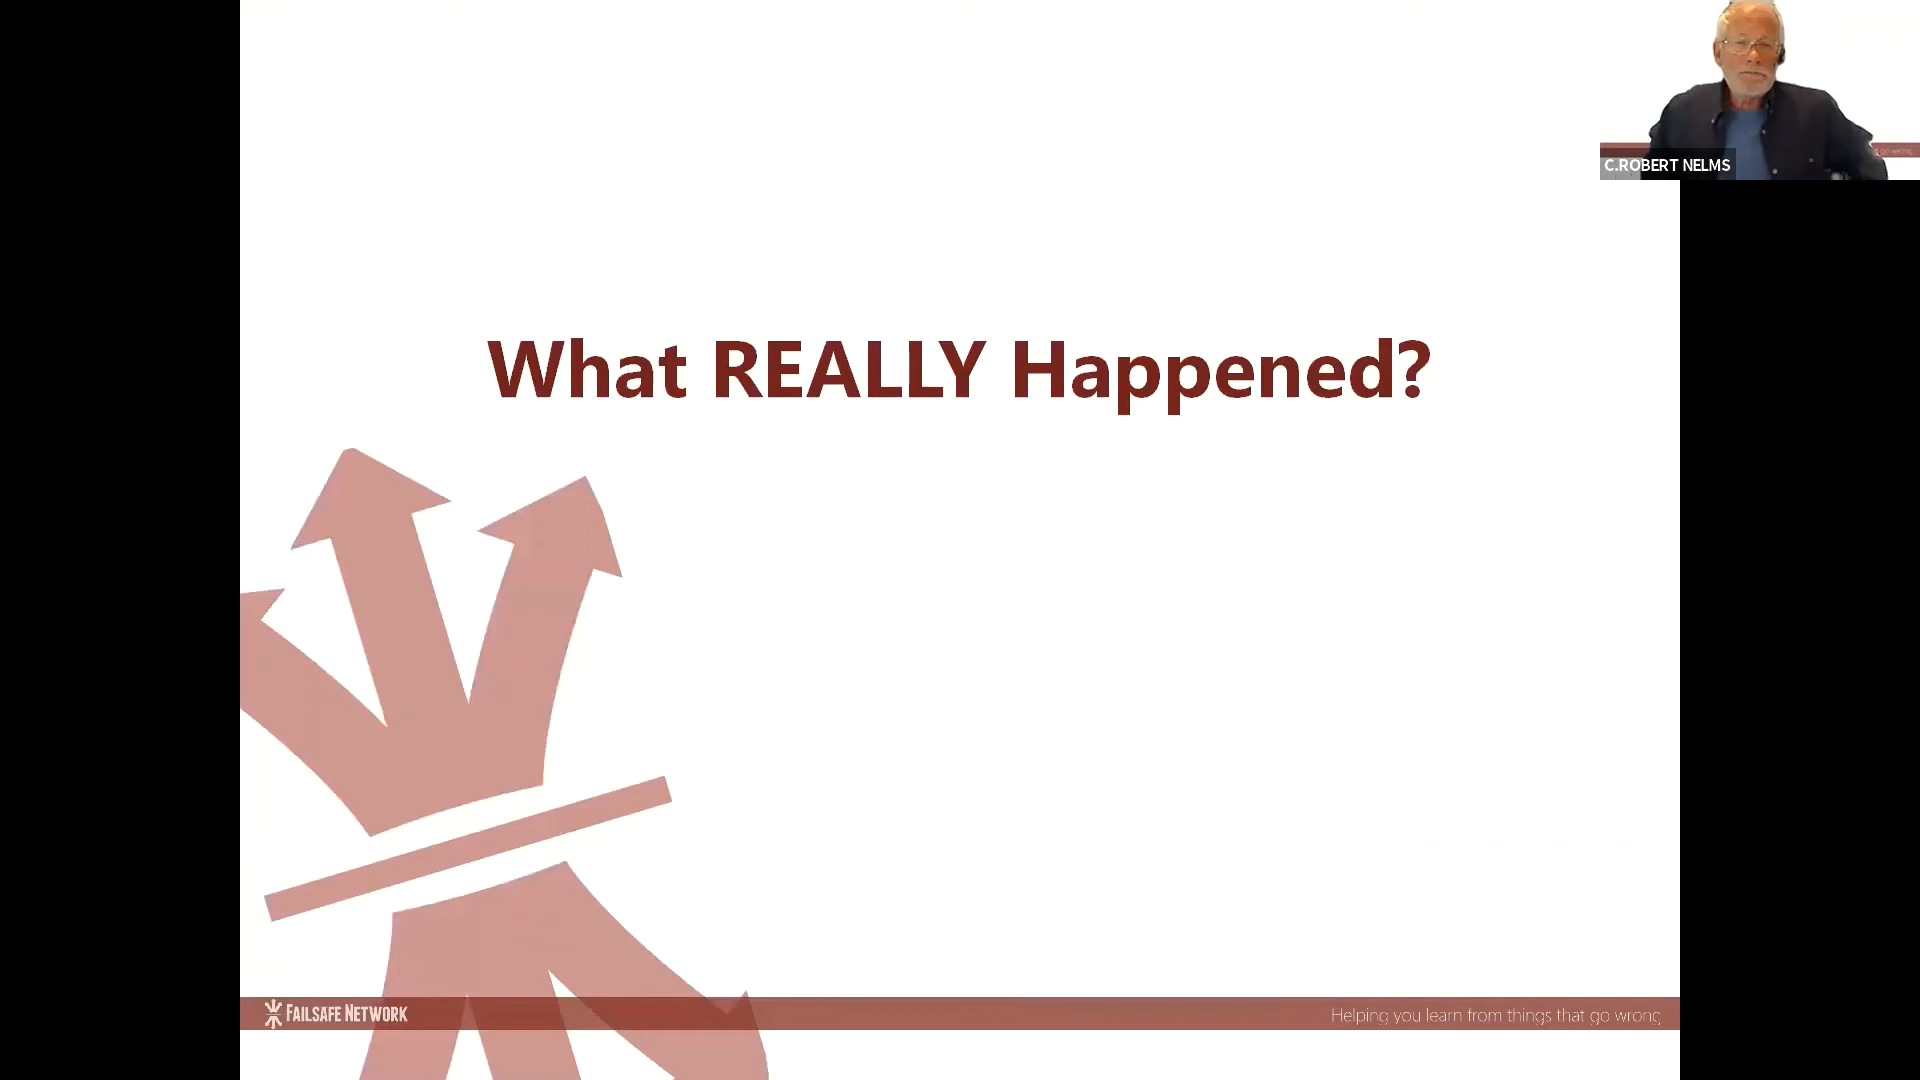 C.ROBERT NELMS
What REALLY Happened?
FAILSAFE NETWORK
Helping you learn from things that go wrong